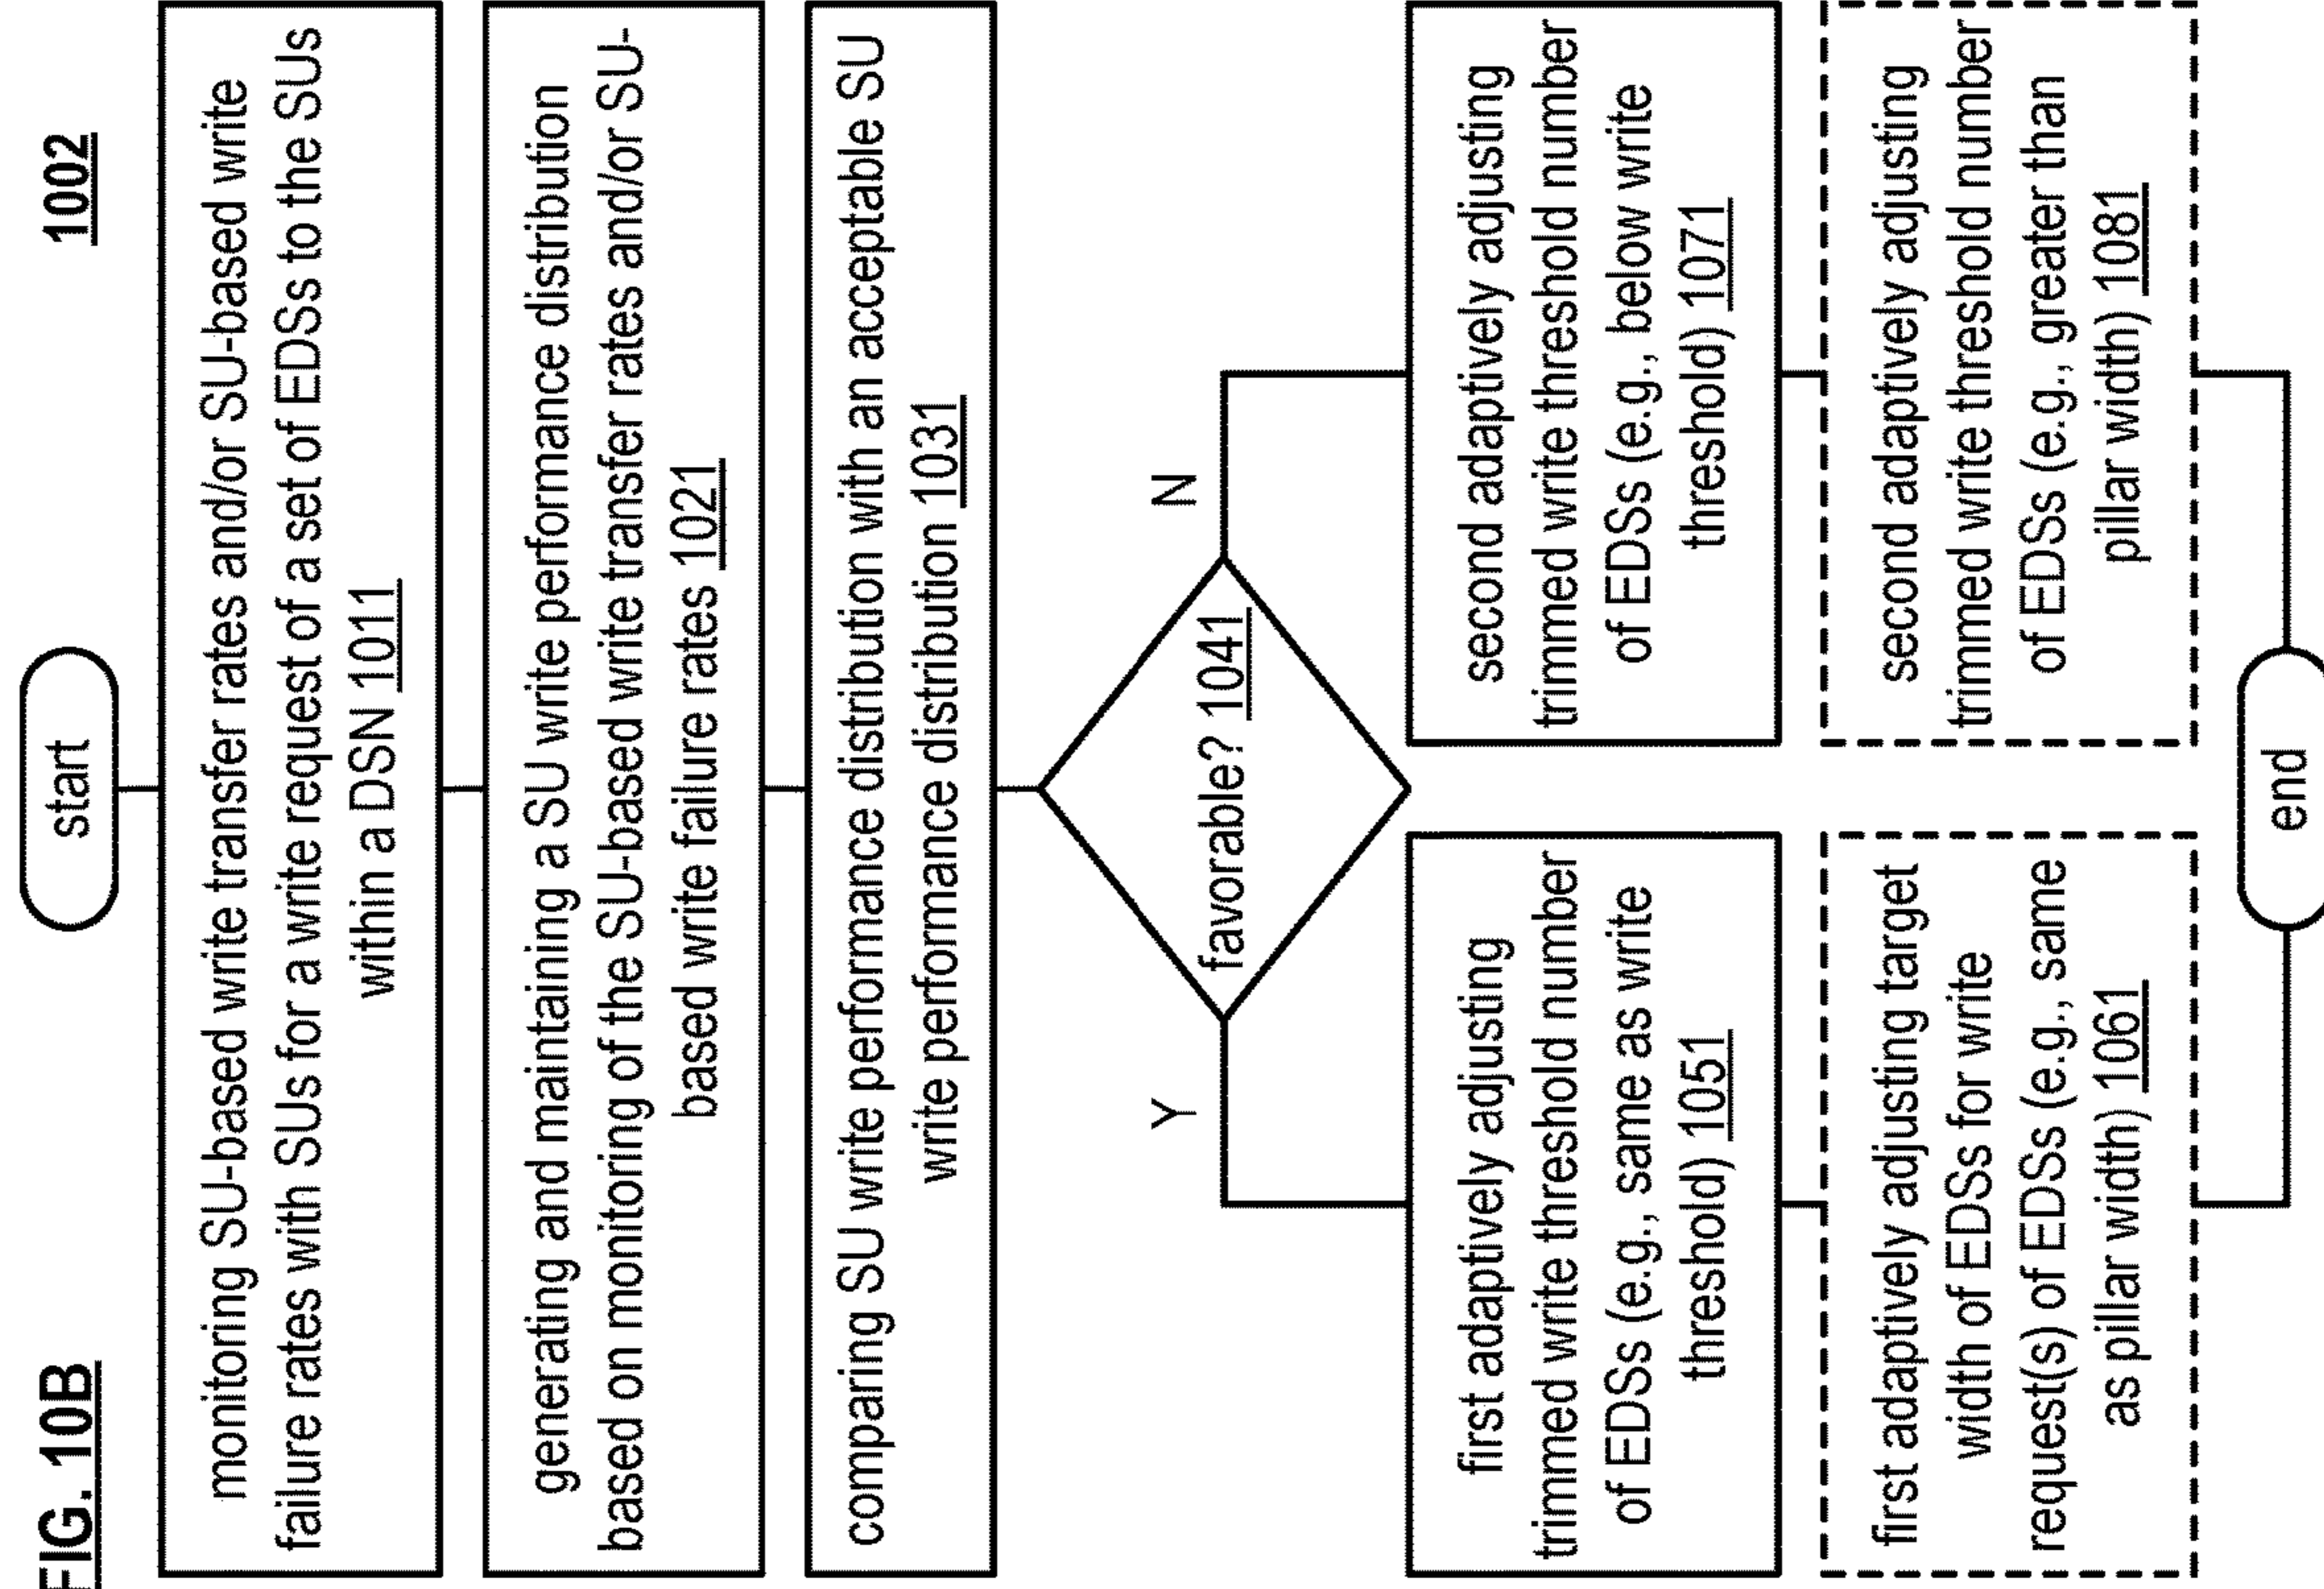 FIG. 10B
1002
start
monitoring SU-based write transfer rates and/or SU-based write
failure rates with SUs for a write request of a set of EDSs to the SUs
within a DSN 1011
generating and maintaining a SU write performance distribution
based on monitoring of the SU-based write transfer rates and/or SU-
based write failure rates 1021
comparing SU write performance distribution with an acceptable SU
write performance distribution 1031
favorable? 1041
Y
N
first adaptively adjusting
trimmed write threshold number
of EDSs (e.g., same as write
threshold) 1051
second adaptively adjusting
trimmed write threshold number
of EDSs (e.g., below write
threshold) 1071
first adaptively adjusting target
width of EDSs for write
request(s) of EDSs (e.g., same
as pillar width) 1061
second adaptively adjusting
trimmed write threshold number
of EDSs (e.g., greater than
pillar width) 1081
end